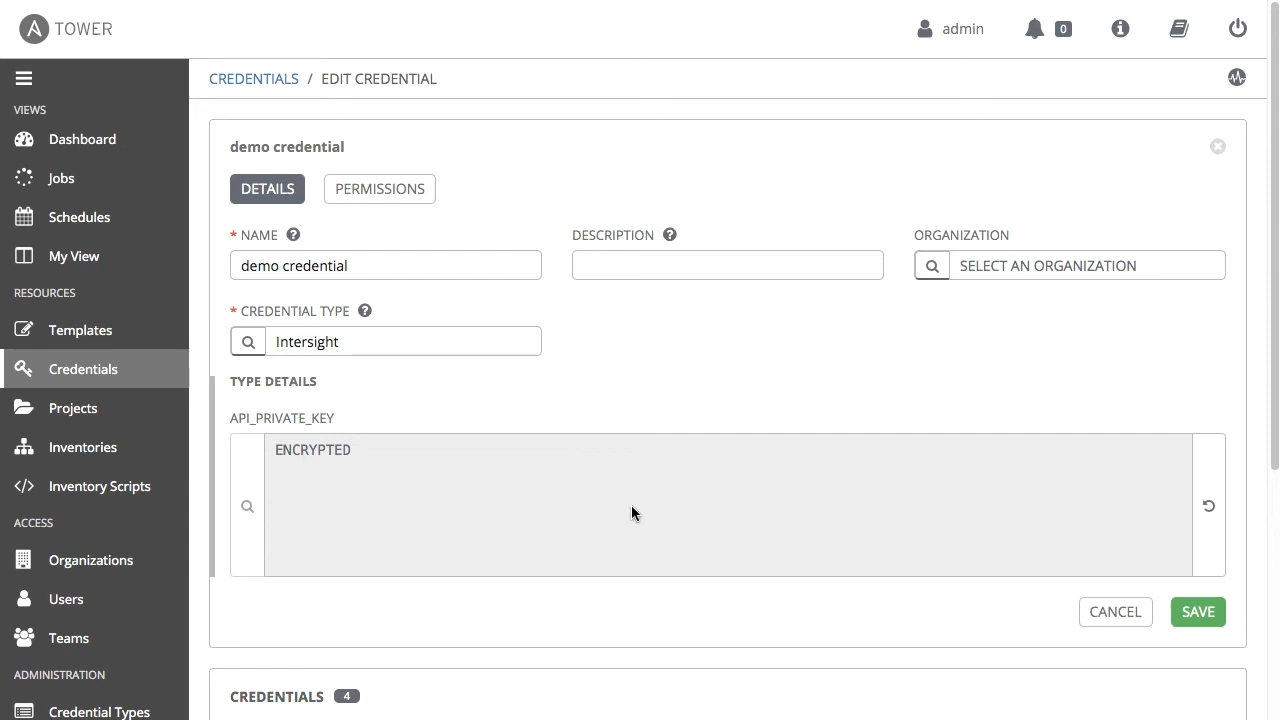 TOWER
admin
0
CREDENTIALS / EDIT CREDENTIAL
VIEWS
Dashboard
Jobs
Schedules
My View
RESOURCES
Templates
Credentials
Projects
Inventories
Inventory Scripts
ACCESS
Organizations
Users
Teams
ADMINISTRATION
Credential Types
demo credential
DETAILS
PERMISSIONS
* NAME
DESCRIPTION
ORGANIZATION
demo credential
SELECT AN ORGANIZATION
* CREDENTIAL TYPE
Intersight
TYPE DETAILS
API_PRIVATE_KEY
ENCRYPTED
CANCEL
SAVE
CREDENTIALS 4